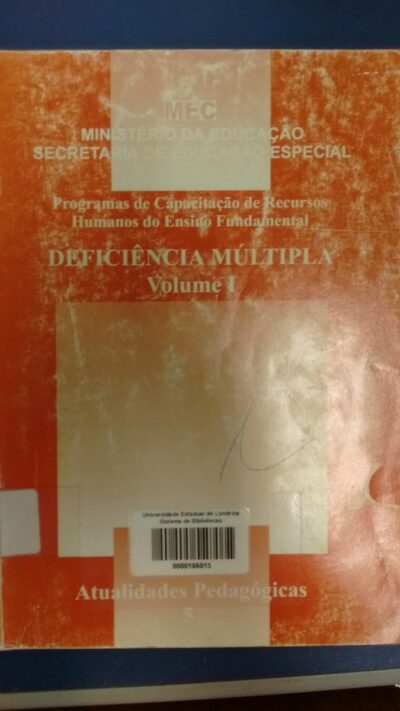 MEC
MINISTÉRIO DA EDUCAÇÃO
SECRETARIA DE EDUCAÇÃO ESPECIAL
Programas de Capacitação de Recursos
Humanos do Ensino Fundamental
DEFICIÊNCIA MÚLTIPLA
Volume I
Universidade Estadual de Londrina
Sistema de Bibliotecas
0000186015
Atualidades Pedagógicas
5